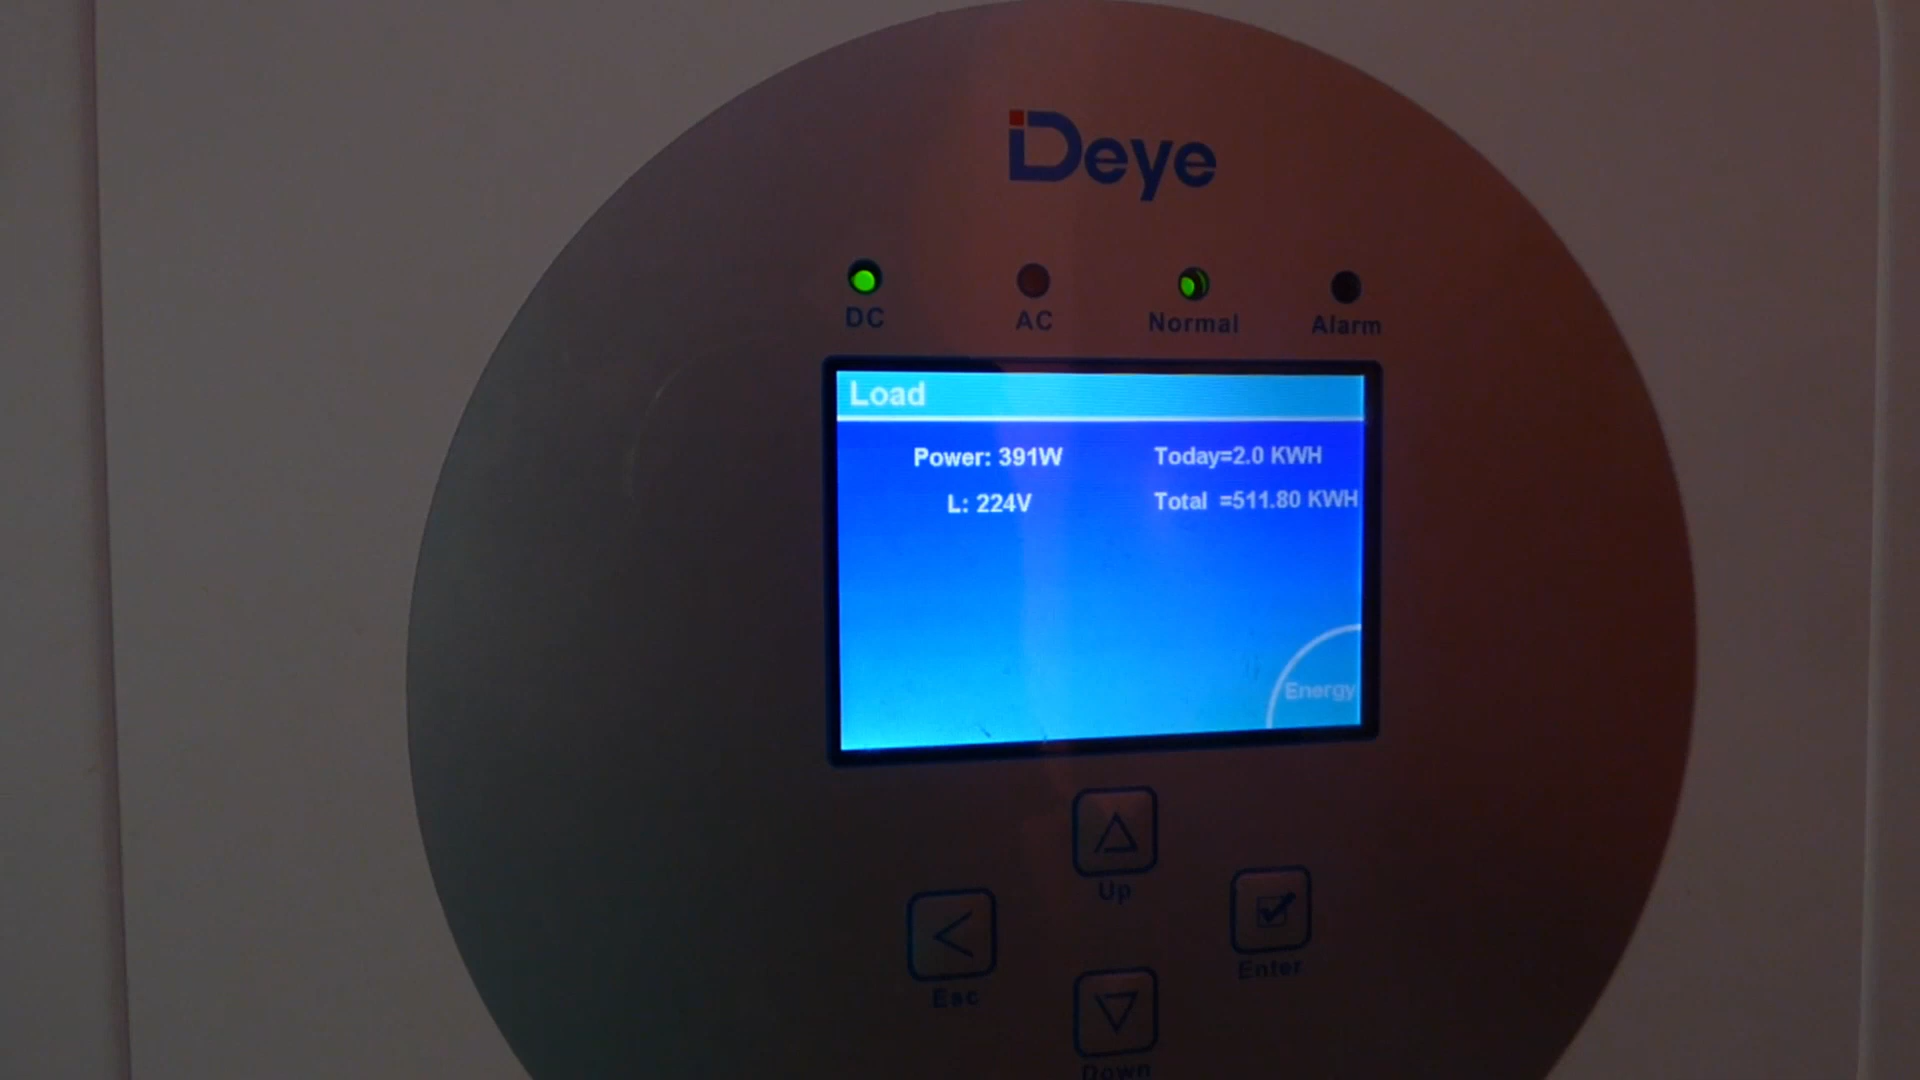 Deye
DC AC Normal Alarm
Load
Power: 391W Today=2.0 KWH
L: 224V Total =511.80 KWH
Energy
Up
Esc Enter
Down